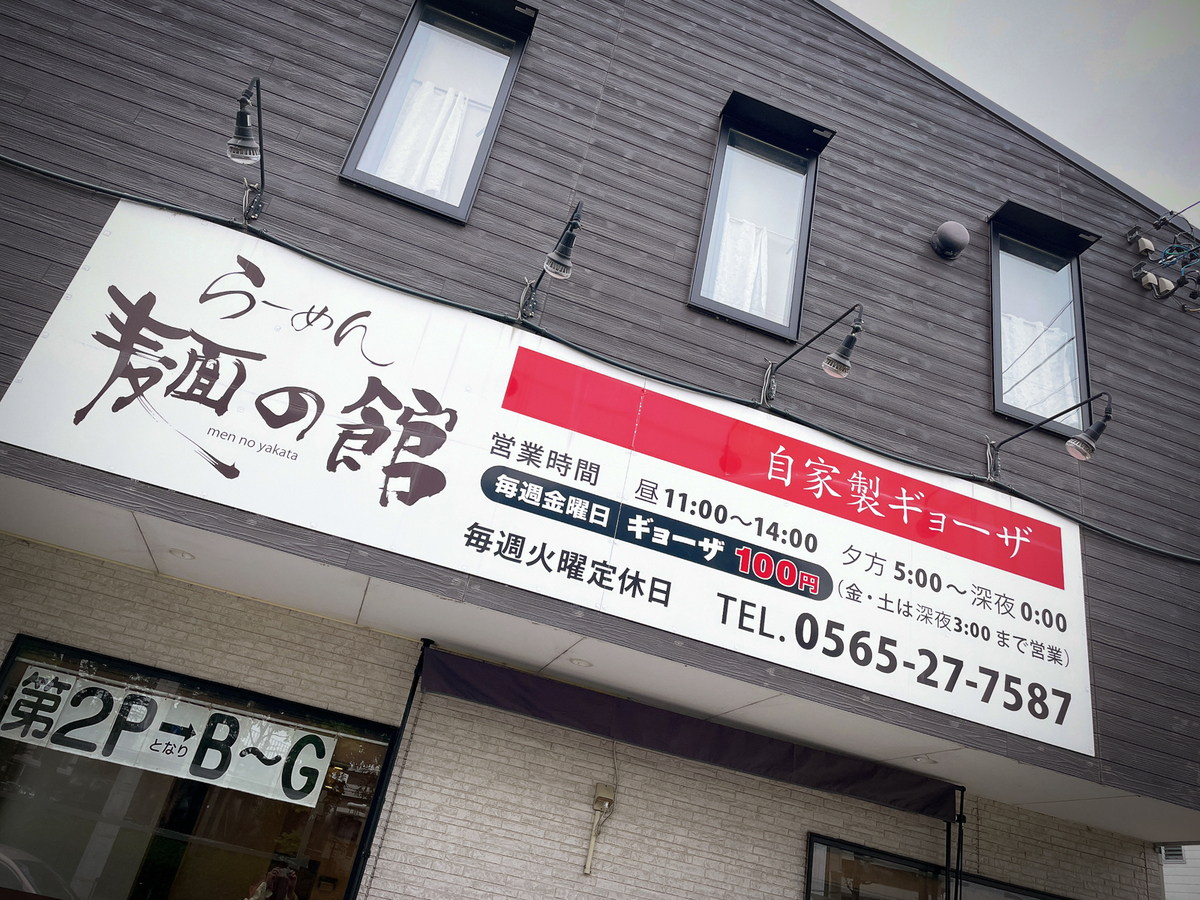 らーめん
麺の館
men no yakata
自家製ギョーザ
営業時間 昼11:00～14:00 夕方5:00～深夜0:00
毎週金曜日 ギョーザ 100円
(金・土は深夜3:00まで営業)
毎週火曜定休日 TEL. 0565-27-7587
第2P→となりB～G